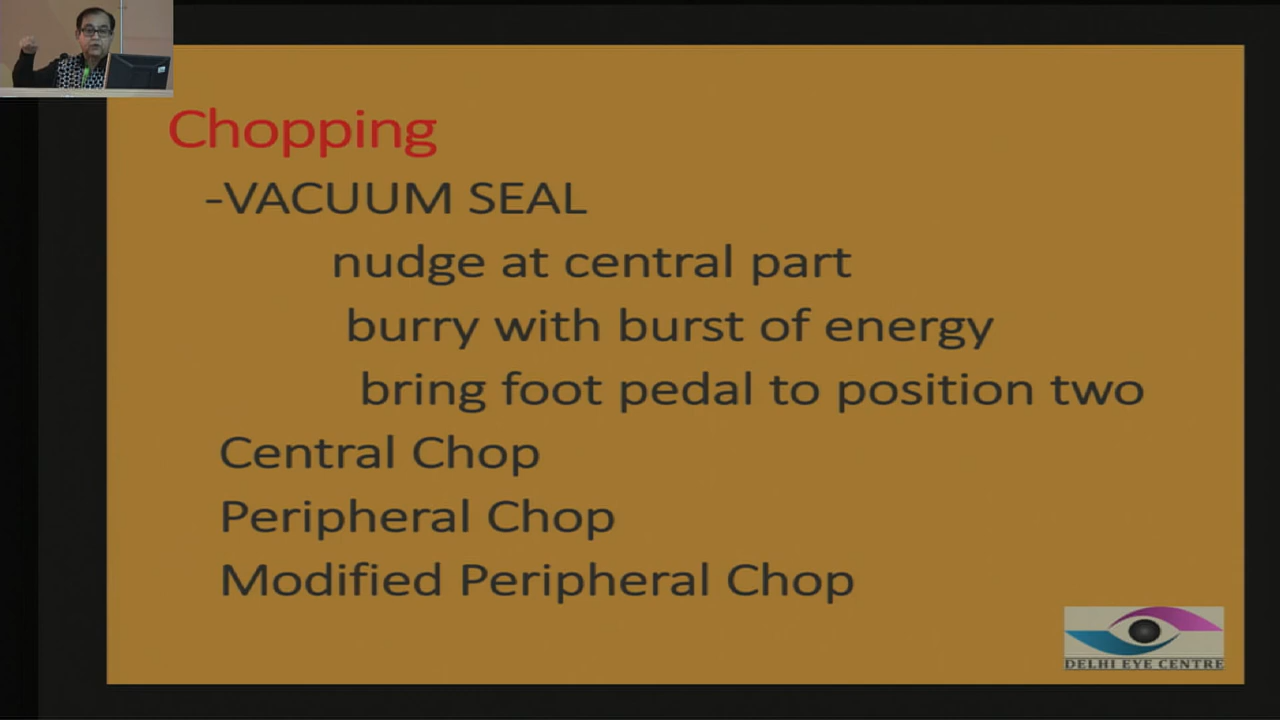 Chopping
-VACUUM SEAL
nudge at central part
burry with burst of energy
bring foot pedal to position two
Central Chop
Peripheral Chop
Modified Peripheral Chop
DELHI EYE CENTRE